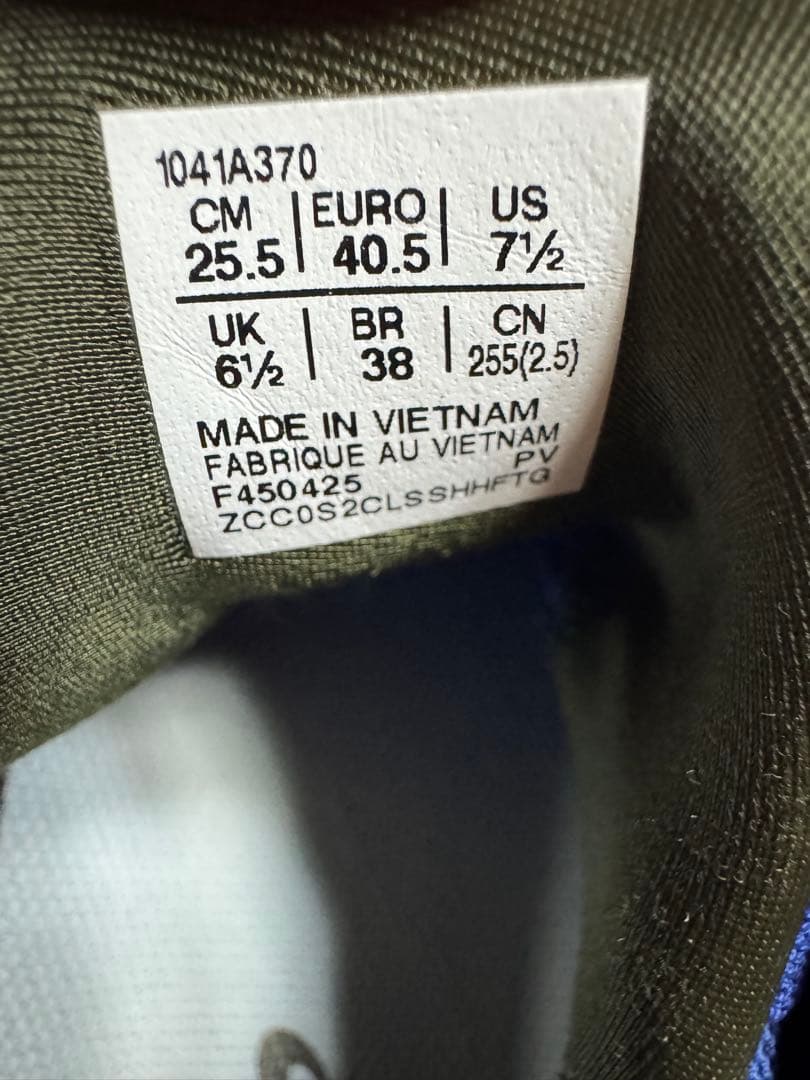 1041A370
CM | EURO | US
25.5 | 40.5 | 7½
UK | BR | CN
6½ | 38 | 255(2.5)
MADE IN VIETNAM
FABRIQUE AU VIETNAM
F450425 PV
ZCC0S2CLSSHHFTG